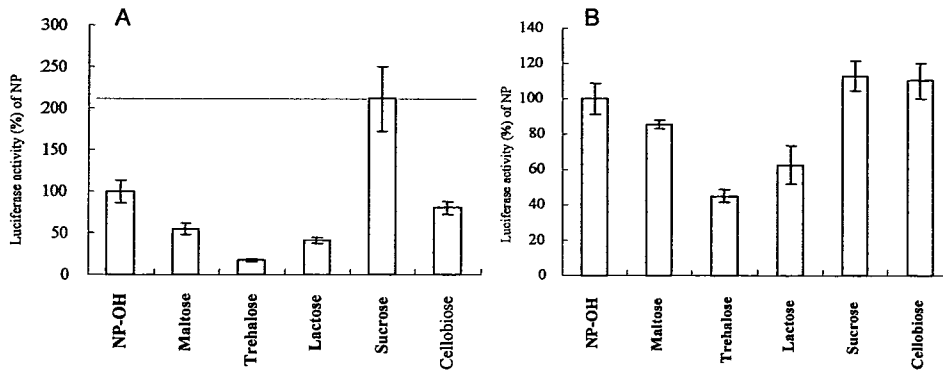 A
Luciferase activity (%) of NP
300
250
200
150
100
50
0
NP-OH
Maltose
Trehalose
Lactose
Sucrose
Cellobiose
B
Luciferase activity (%) of NP
140
120
100
80
60
40
20
0
NP-OH
Maltose
Trehalose
Lactose
Sucrose
Cellobiose